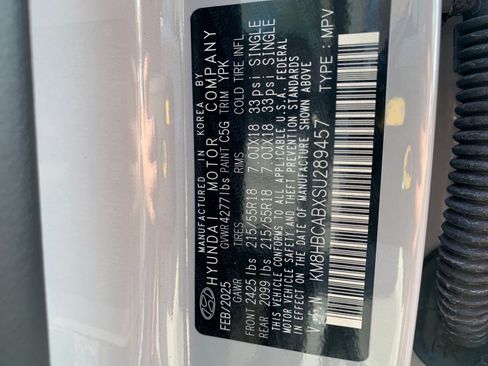 MANUFACTURED IN KOREA BY
HYUNDAI MOTOR COMPANY
FEB/2025 GVWR 4277lbs PAINT C5G TRIM YPK
GAWR TIRES RIMS COLD TIRE INFL
FRONT 2425 lbs 215/55R18 7.0JX18 33psi SINGLE
REAR 2099 lbs 215/55R18 7.0JX18 33psi SINGLE
THIS VEHICLE CONFORMS TO ALL APPLICABLE U.S.A. FEDERAL
MOTOR VEHICLE SAFETY AND THEFT PREVENTION STANDARDS
IN EFFECT ON THE DATE OF MANUFACTURE SHOWN ABOVE
V.I.N : KM8HBCABXSU289457 TYPE : MPV